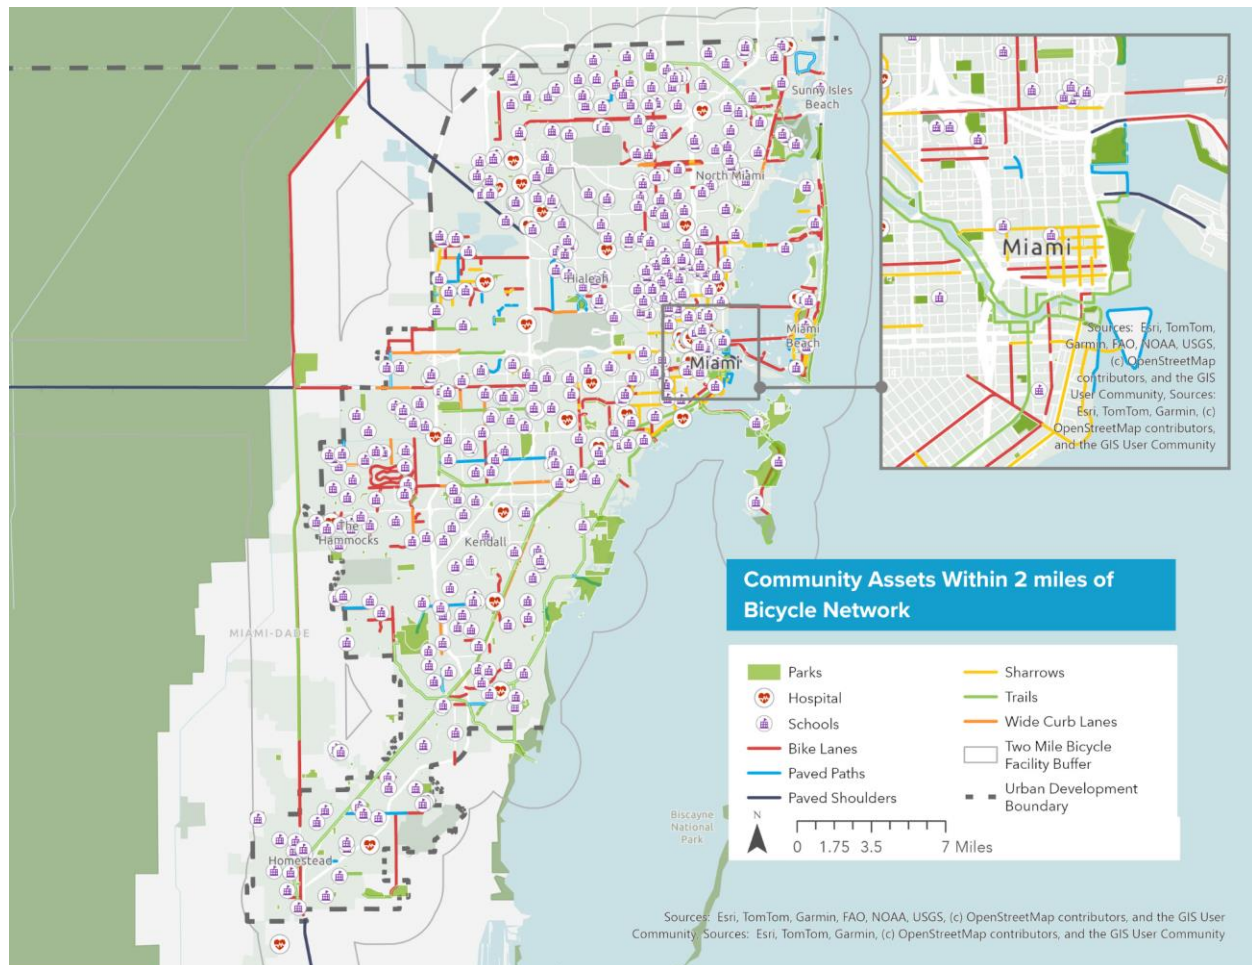 Sunny Isles
Beach
North Miami
Hialeah
Miami
Beach
Miami
The
Hammocks
Kendall
MIAMI-DADE
Homestead
Biscayne
National
Park
Miami
Sources: Esri, TomTom,
Garmin, FAO, NOAA, USGS,
(c) OpenStreetMap
contributors, and the GIS
User Community, Sources:
Esri, TomTom, Garmin, (c)
OpenStreetMap contributors,
and the GIS User Community
Community Assets Within 2 miles of
Bicycle Network
Parks
Hospital
Schools
Bike Lanes
Paved Paths
Paved Shoulders
Sharrows
Trails
Wide Curb Lanes
Two Mile Bicycle
Facility Buffer
Urban Development
Boundary
N
0 1.75 3.5 7 Miles
Sources: Esri, TomTom, Garmin, FAO, NOAA, USGS, (c) OpenStreetMap contributors, and the GIS User
Community, Sources: Esri, TomTom, Garmin, (c) OpenStreetMap contributors, and the GIS User Community